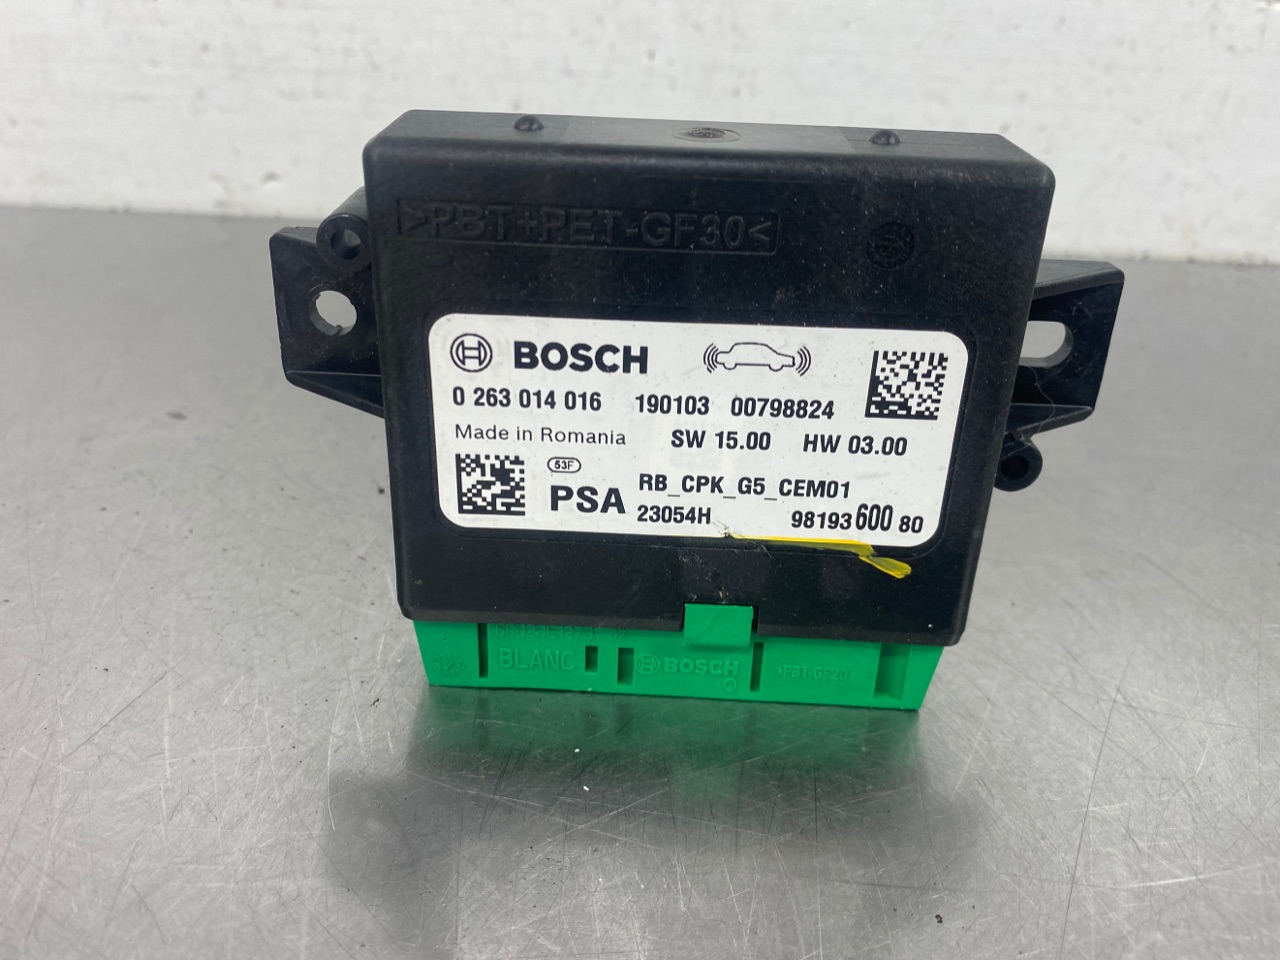 >PBT+PET-GF30<
BOSCH
0 263 014 016 190103 00798824
Made in Romania SW 15.00 HW 03.00
53F
PSA RB_CPK_G5_CEM01
23054H 98193 600 80
BLANC BOSCH >PBT-GF20<